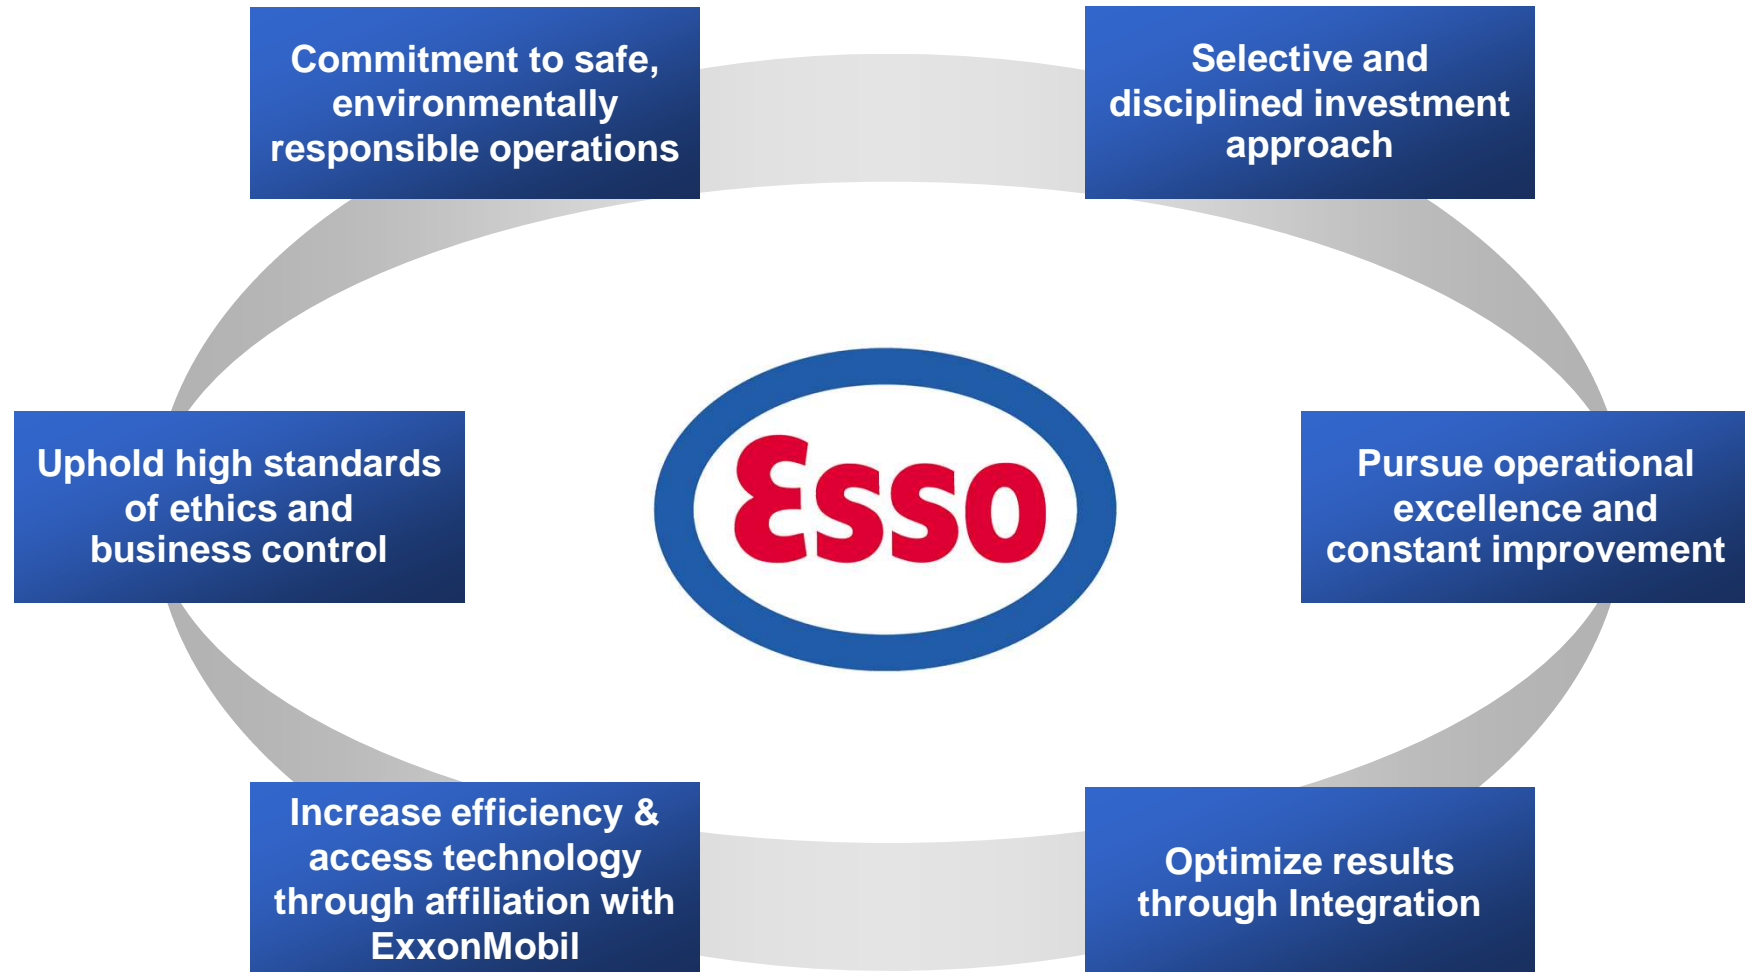 Commitment to safe,
environmentally
responsible operations
Selective and
disciplined investment
approach
Uphold high standards
of ethics and
business control
Esso
Pursue operational
excellence and
constant improvement
Increase efficiency &
access technology
through affiliation with
ExxonMobil
Optimize results
through Integration